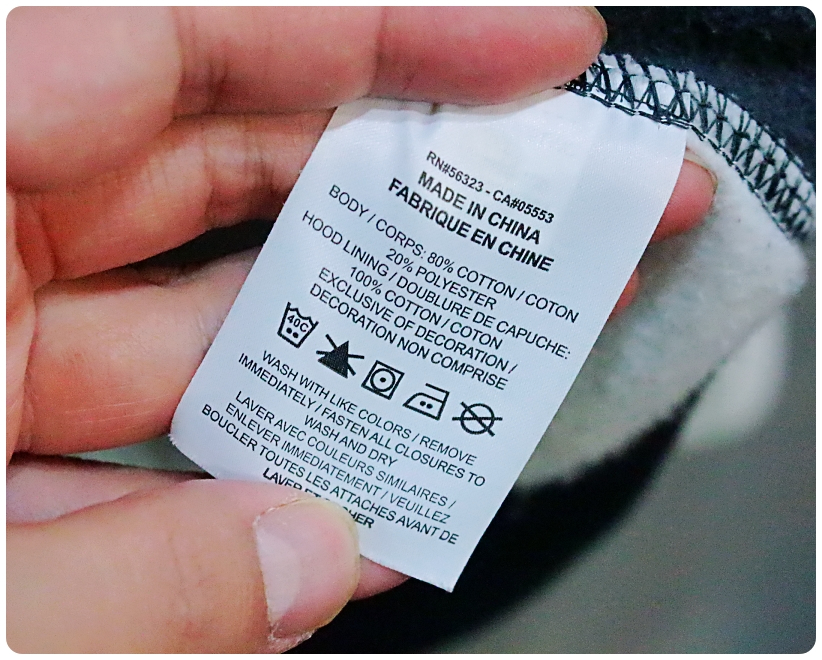 RN#56323 - CA#05553
MADE IN CHINA
FABRIQUE EN CHINE
BODY / CORPS: 80% COTTON / COTON
20% POLYESTER
HOOD LINING / DOUBLURE DE CAPUCHE:
100% COTTON / COTON
EXCLUSIVE OF DECORATION /
DECORATION NON COMPRISE
40C
WASH WITH LIKE COLORS / REMOVE
IMMEDIATELY / FASTEN ALL CLOSURES TO
WASH AND DRY
LAVER AVEC COULEURS SIMILAIRES /
ENLEVER IMMEDIATEMENT / VEUILLEZ
BOUCLER TOUTES LES ATTACHES AVANT DE
LAVER